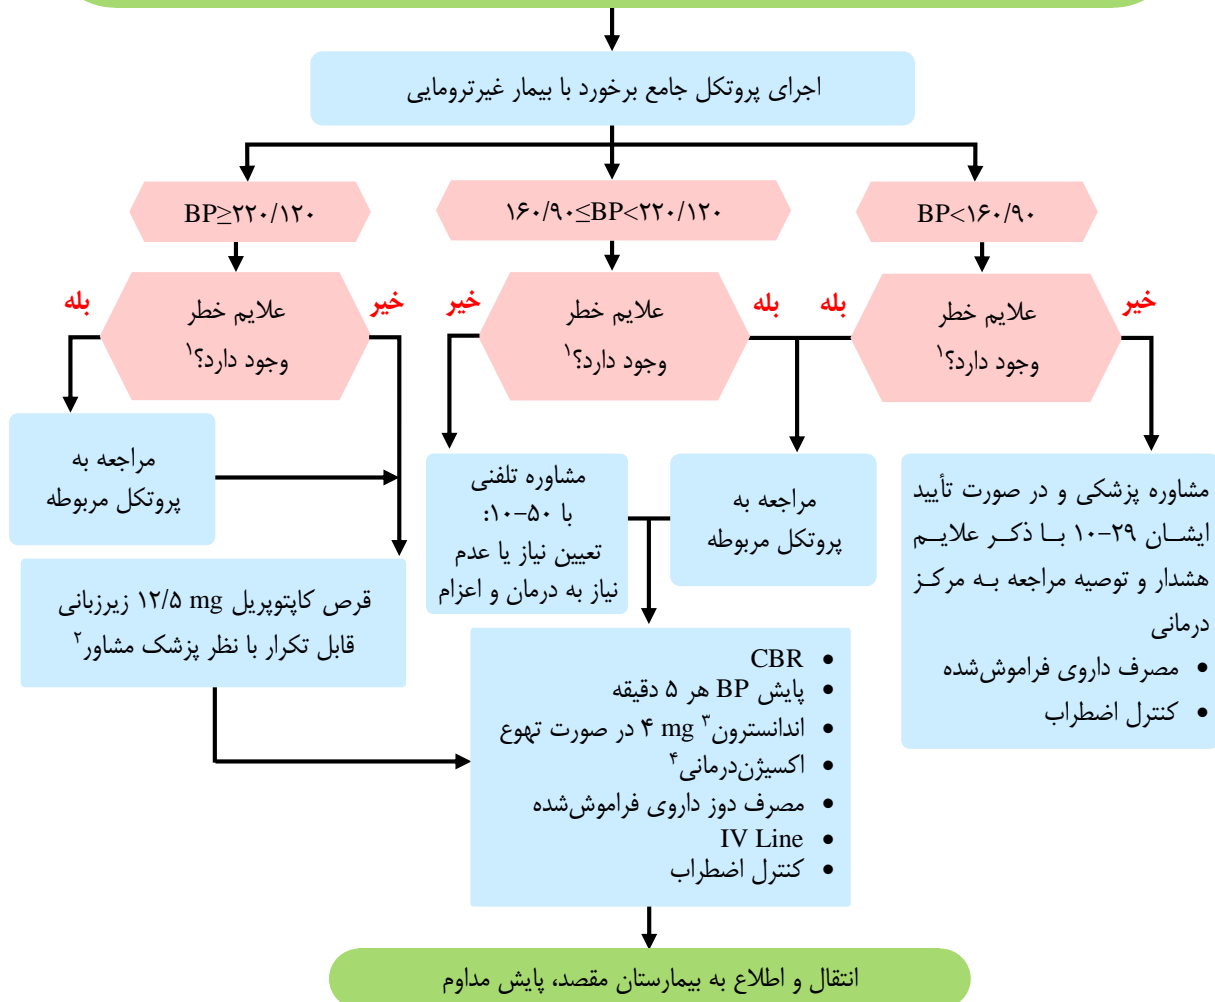 اجرای پروتکل جامع برخورد با بیمار غیرترومایی
BP<۱۶۰/۹۰
۱۶۰/۹۰≤BP<۲۲۰/۱۲۰
BP≥۲۲۰/۱۲۰
خیر
علایم خطر
وجود دارد؟۱
بله
بله
علایم خطر
وجود دارد؟۱
خیر
خیر
علایم خطر
وجود دارد؟۱
بله
مشاوره پزشکی و در صورت تأیید
ایشان ۲۹-۱۰ با ذکر علایم
هشدار و توصیه مراجعه به مرکز
درمانی
• مصرف داروی فراموش‌شده
• کنترل اضطراب
مراجعه به
پروتکل مربوطه
مشاوره تلفنی
با ۵۰-۱۰:
تعیین نیاز یا عدم
نیاز به درمان و اعزام
مراجعه به
پروتکل مربوطه
قرص کاپتوپریل ۱۲/۵ mg زیرزبانی
قابل تکرار با نظر پزشک مشاور۲
• CBR
• پایش BP هر ۵ دقیقه
• اندانسترون۳ ۴ mg در صورت تهوع
• اکسیژن‌درمانی۴
• مصرف دوز داروی فراموش‌شده
• IV Line
• کنترل اضطراب
انتقال و اطلاع به بیمارستان مقصد، پایش مداوم